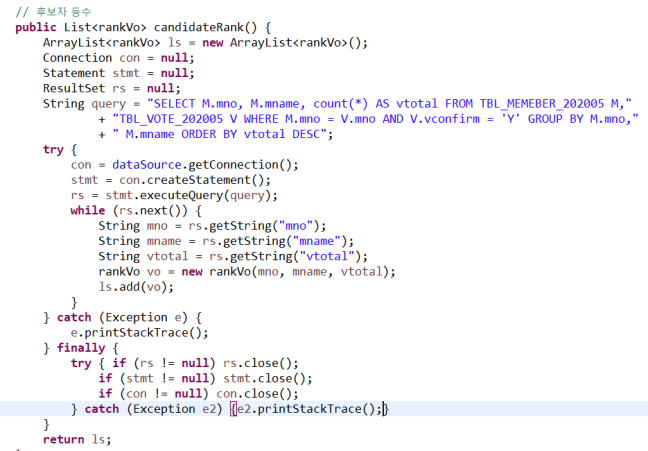 // 후보자 등수
public List<rankVo> candidateRank() {
    ArrayList<rankVo> ls = new ArrayList<rankVo>();
    Connection con = null;
    Statement stmt = null;
    ResultSet rs = null;
    String query = "SELECT M.mno, M.mname, count(*) AS vtotal FROM TBL_MEMEBER_202005 M,"
            + "TBL_VOTE_202005 V WHERE M.mno = V.mno AND V.vconfirm = 'Y' GROUP BY M.mno,"
            + " M.mname ORDER BY vtotal DESC";
    try {
        con = dataSource.getConnection();
        stmt = con.createStatement();
        rs = stmt.executeQuery(query);
        while (rs.next()) {
            String mno = rs.getString("mno");
            String mname = rs.getString("mname");
            String vtotal = rs.getString("vtotal");
            rankVo vo = new rankVo(mno, mname, vtotal);
            ls.add(vo);
        }
    } catch (Exception e) {
        e.printStackTrace();
    } finally {
        try { if (rs != null) rs.close();
            if (stmt != null) stmt.close();
            if (con != null) con.close();
        } catch (Exception e2) {e2.printStackTrace();}
    }
    return ls;